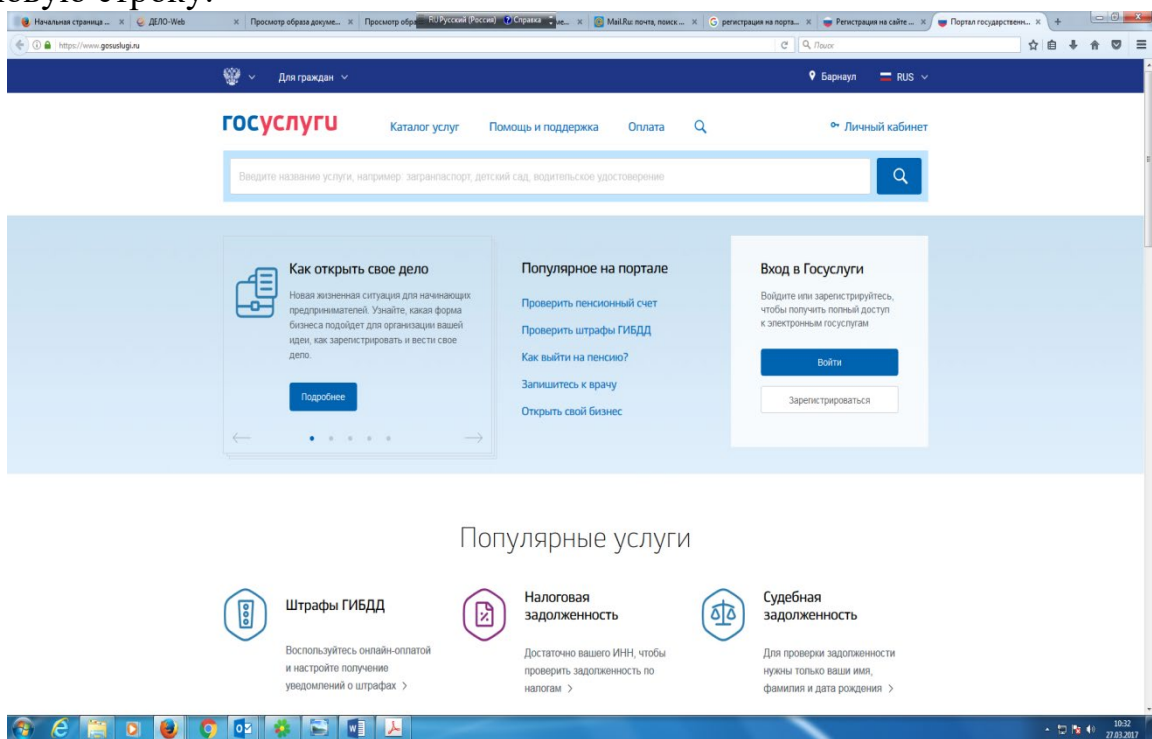 овую строку.
Начальная страница ...
ДЕЛО-Web
Просмотр образа докуме...
Просмотр обра
RU Русский (Россия)
Справка
ие...
Mail.Ru: почта, поиск ...
регистрация на порта...
Регистрация на сайте ...
Портал государственн...
https://www.gosuslugi.ru
Поиск
Для граждан
Барнаул
RUS
госуслуги
Каталог услуг
Помощь и поддержка
Оплата
Личный кабинет
Введите название услуги, например: загранпаспорт, детский сад, водительское удостоверение
Как открыть свое дело
Новая жизненная ситуация для начинающих
предпринимателей. Узнайте, какая форма
бизнеса подойдет для организации вашей
идеи, как зарегистрировать и вести свое
дело.
Подробнее
Популярное на портале
Проверить пенсионный счет
Проверить штрафы ГИБДД
Как выйти на пенсию?
Запишитесь к врачу
Открыть свой бизнес
Вход в Госуслуги
Войдите или зарегистрируйтесь,
чтобы получить полный доступ
к электронным госуслугам
Войти
Зарегистрироваться
Популярные услуги
Штрафы ГИБДД
Воспользуйтесь онлайн-оплатой
и настройте получение
уведомлений о штрафах >
Налоговая
задолженность
Достаточно вашего ИНН, чтобы
проверить задолженность по
налогам >
Судебная
задолженность
Для проверки задолженности
нужны только ваши имя,
фамилия и дата рождения >
10:32
27.03.2017